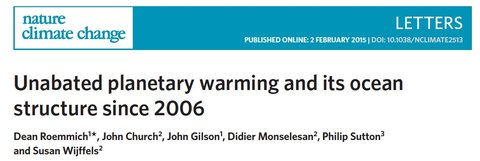 nature
climate change
LETTERS
PUBLISHED ONLINE: 2 FEBRUARY 2015 | DOI: 10.1038/NCLIMATE2513
Unabated planetary warming and its ocean
structure since 2006
Dean Roemmich1*, John Church2, John Gilson1, Didier Monselesan2, Philip Sutton3
and Susan Wijffels2